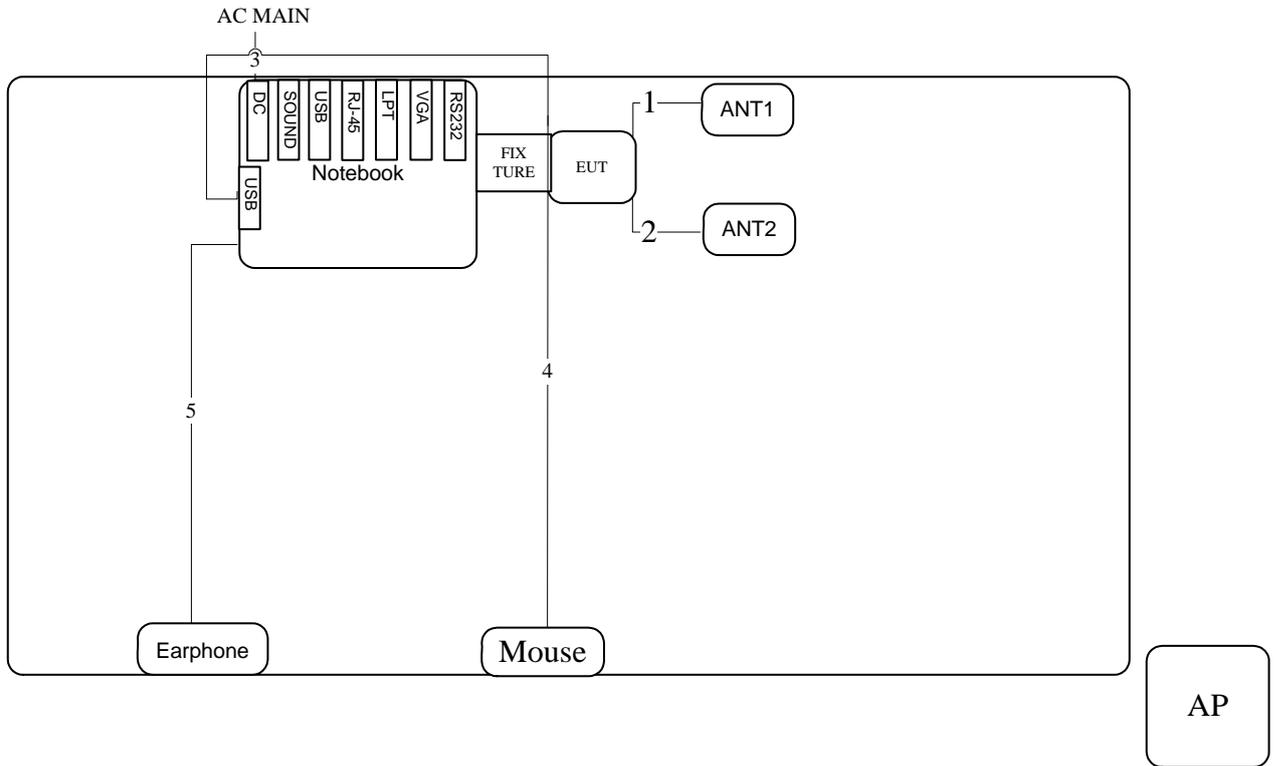 AC MAIN
3
DC
SOUND
USB
RJ-45
LPT
VGA
RS232
Notebook
USB
FIX
TURE
EUT
1
ANT1
2
ANT2
4
5
Earphone
Mouse
AP